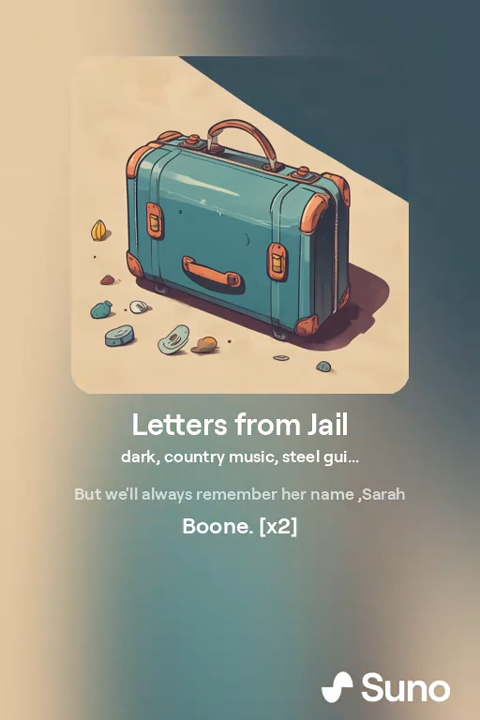 Letters from Jail
dark, country music, steel gui...
But we'll always remember her name ,Sarah
Boone. [x2]
Suno